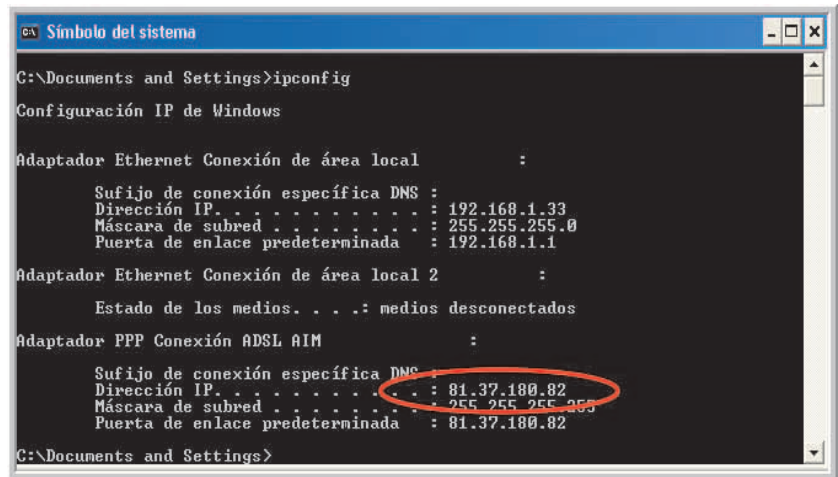 Símbolo del sistema
C:\Documents and Settings>ipconfig
Configuración IP de Windows
Adaptador Ethernet Conexión de área local :
Sufijo de conexión específica DNS :
Dirección IP. . . . . . . . . . . : 192.168.1.33
Máscara de subred . . . . . . . . : 255.255.255.0
Puerta de enlace predeterminada : 192.168.1.1
Adaptador Ethernet Conexión de área local 2 :
Estado de los medios. . . .: medios desconectados
Adaptador PPP Conexión ADSL AIM :
Sufijo de conexión específica DNS :
Dirección IP. . . . . . . . . . . : 81.37.180.82
Máscara de subred . . . . . . . . : 255.255.255.255
Puerta de enlace predeterminada : 81.37.180.82
C:\Documents and Settings>